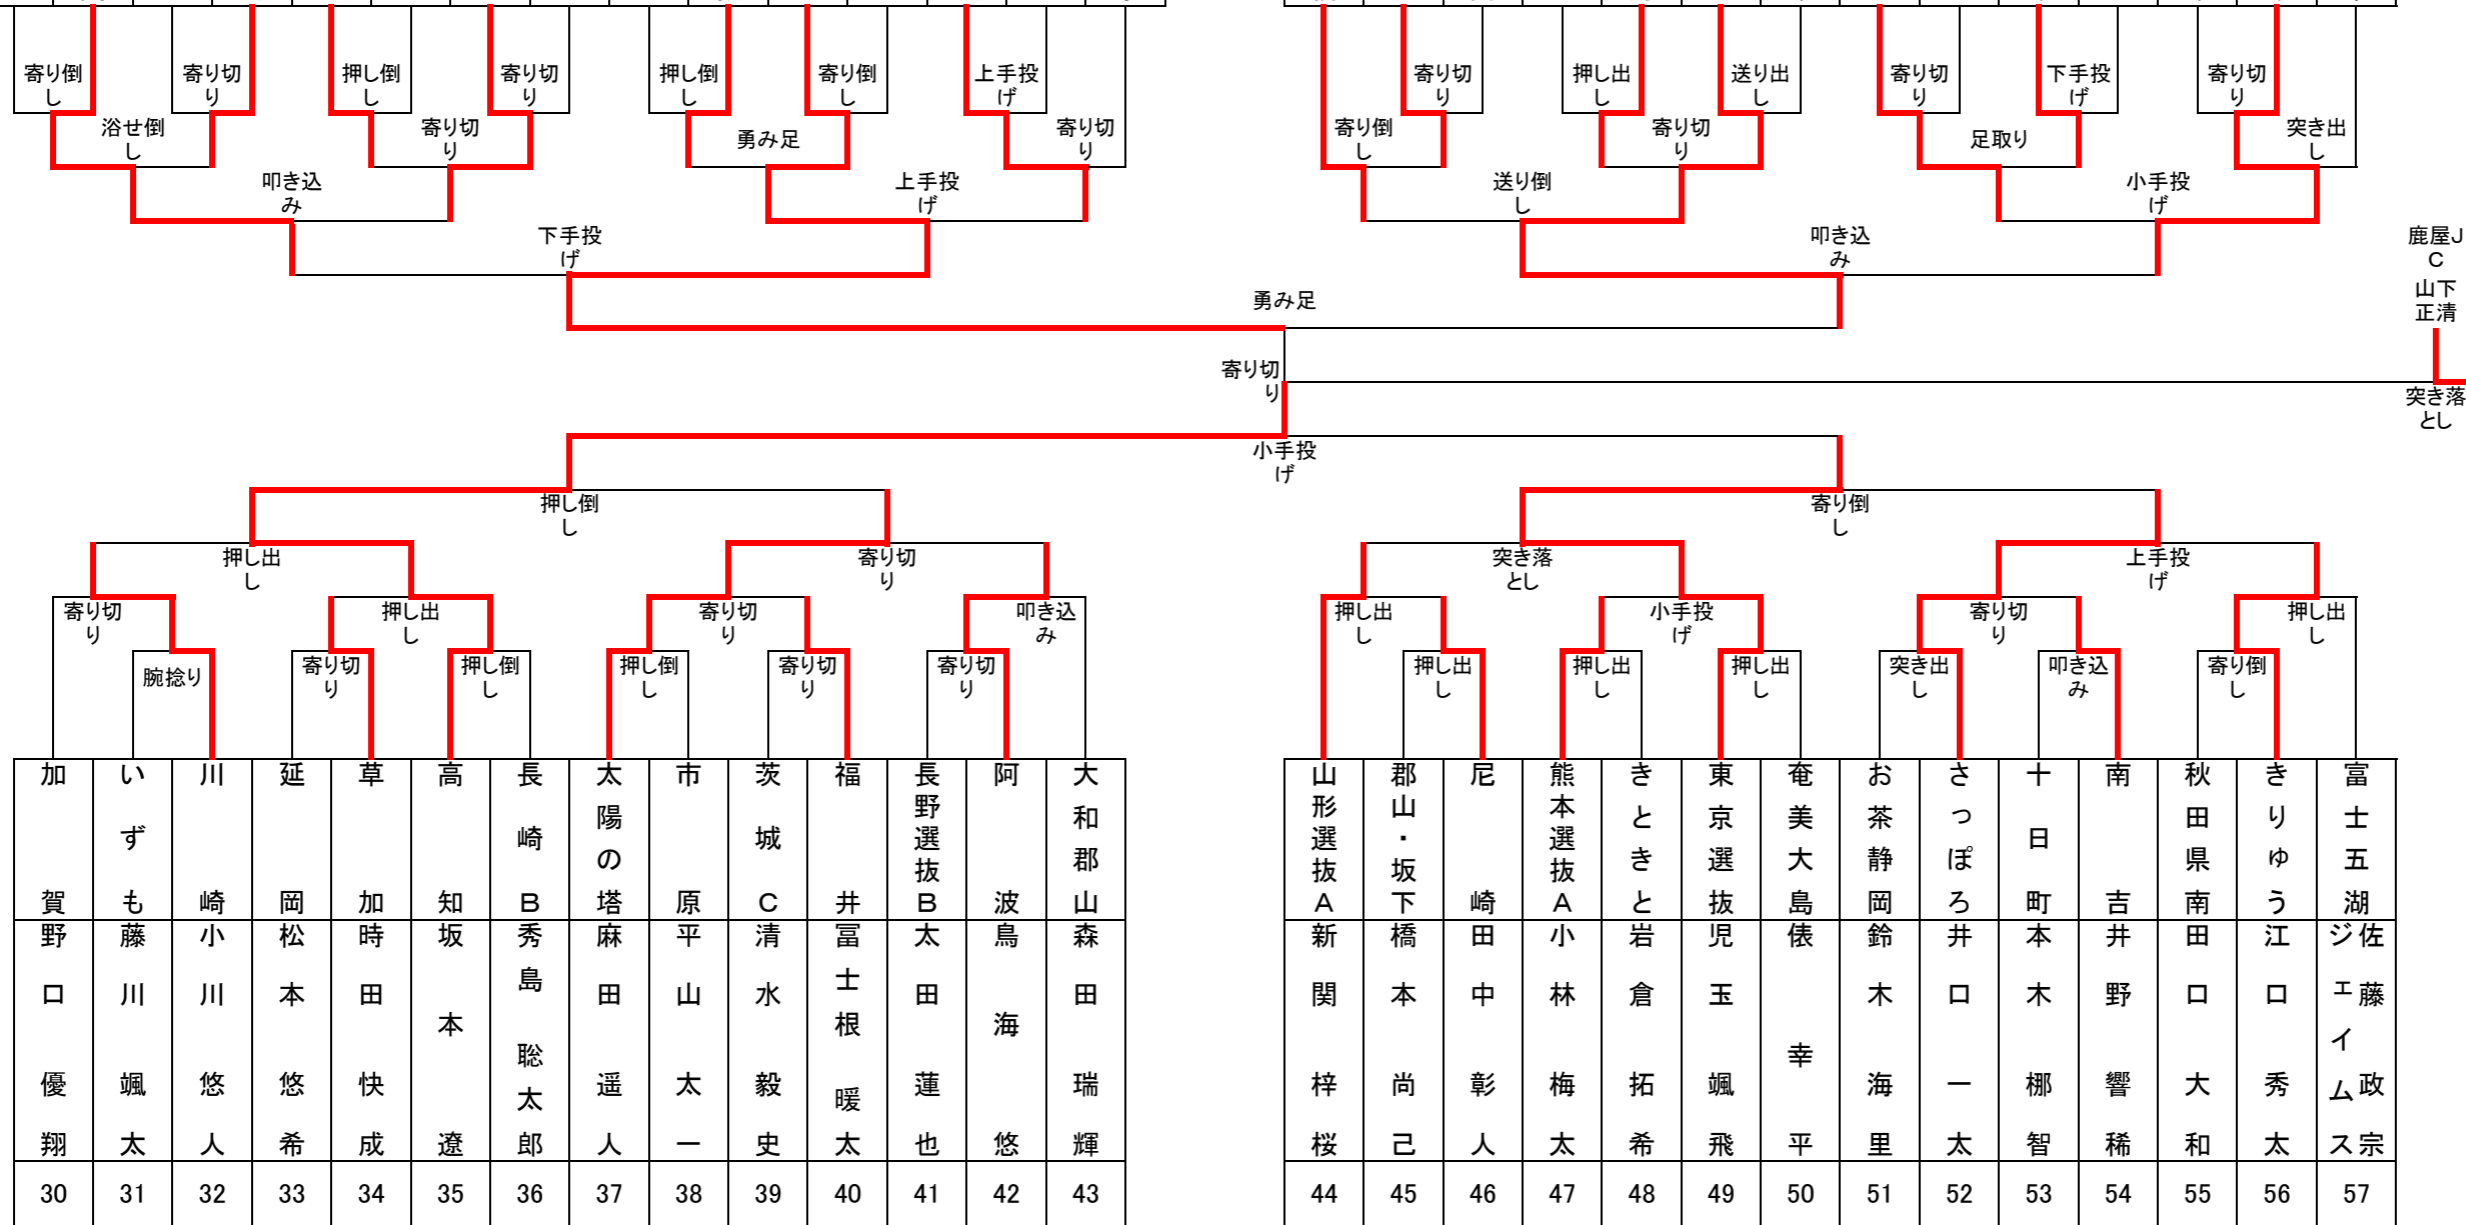 寄り倒し
寄り切り
押し倒し
寄り切り
押し倒し
寄り倒し
上手投げ
寄り切り
押し出し
送り出し
寄り切り
下手投げ
寄り切り
浴せ倒し
寄り切り
勇み足
寄り切り
寄り倒し
寄り切り
足取り
突き出し
叩き込み
上手投げ
送り倒し
小手投げ
下手投げ
叩き込み
鹿屋JC
山下正清
勇み足
寄り切り
突き落とし
小手投げ
押し倒し
寄り倒し
押し出し
寄り切り
突き落とし
上手投げ
寄り切り
押し出し
寄り切り
叩き込み
押し出し
小手投げ
寄り切り
押し出し
腕捻り
寄り切り
押し倒し
押し倒し
寄り切り
寄り切り
押し出し
押し出し
押し出し
突き出し
叩き込み
寄り倒し
加賀 いずも 川崎 延岡 草加 高知 長崎B 太陽の塔 市原 茨城C 福井 長野選抜B 阿波 大和郡山
山形選抜A 郡山・坂下 尼崎 熊本選抜A きときと 東京選抜 奄美大島 お茶静岡 さっぽろ 十日町 南吉 秋田県南 きりゅう 富士五湖
野口優翔 藤川颯太 小川悠人 松本悠希 時田快成 坂本遼 秀島聡太郎 麻田遥人 平山太一 清水毅史 冨士根暖太 太田蓮也 鳥海悠 森田瑞輝
新関梓桜 橋本尚己 田中彰人 小林梅太 岩倉拓希 児玉颯飛 俵幸平 鈴木海里 井口一太 本木梛智 井野響稀 田口大和 江口秀太 佐藤政宗ジェイムス
30 31 32 33 34 35 36 37 38 39 40 41 42 43
44 45 46 47 48 49 50 51 52 53 54 55 56 57